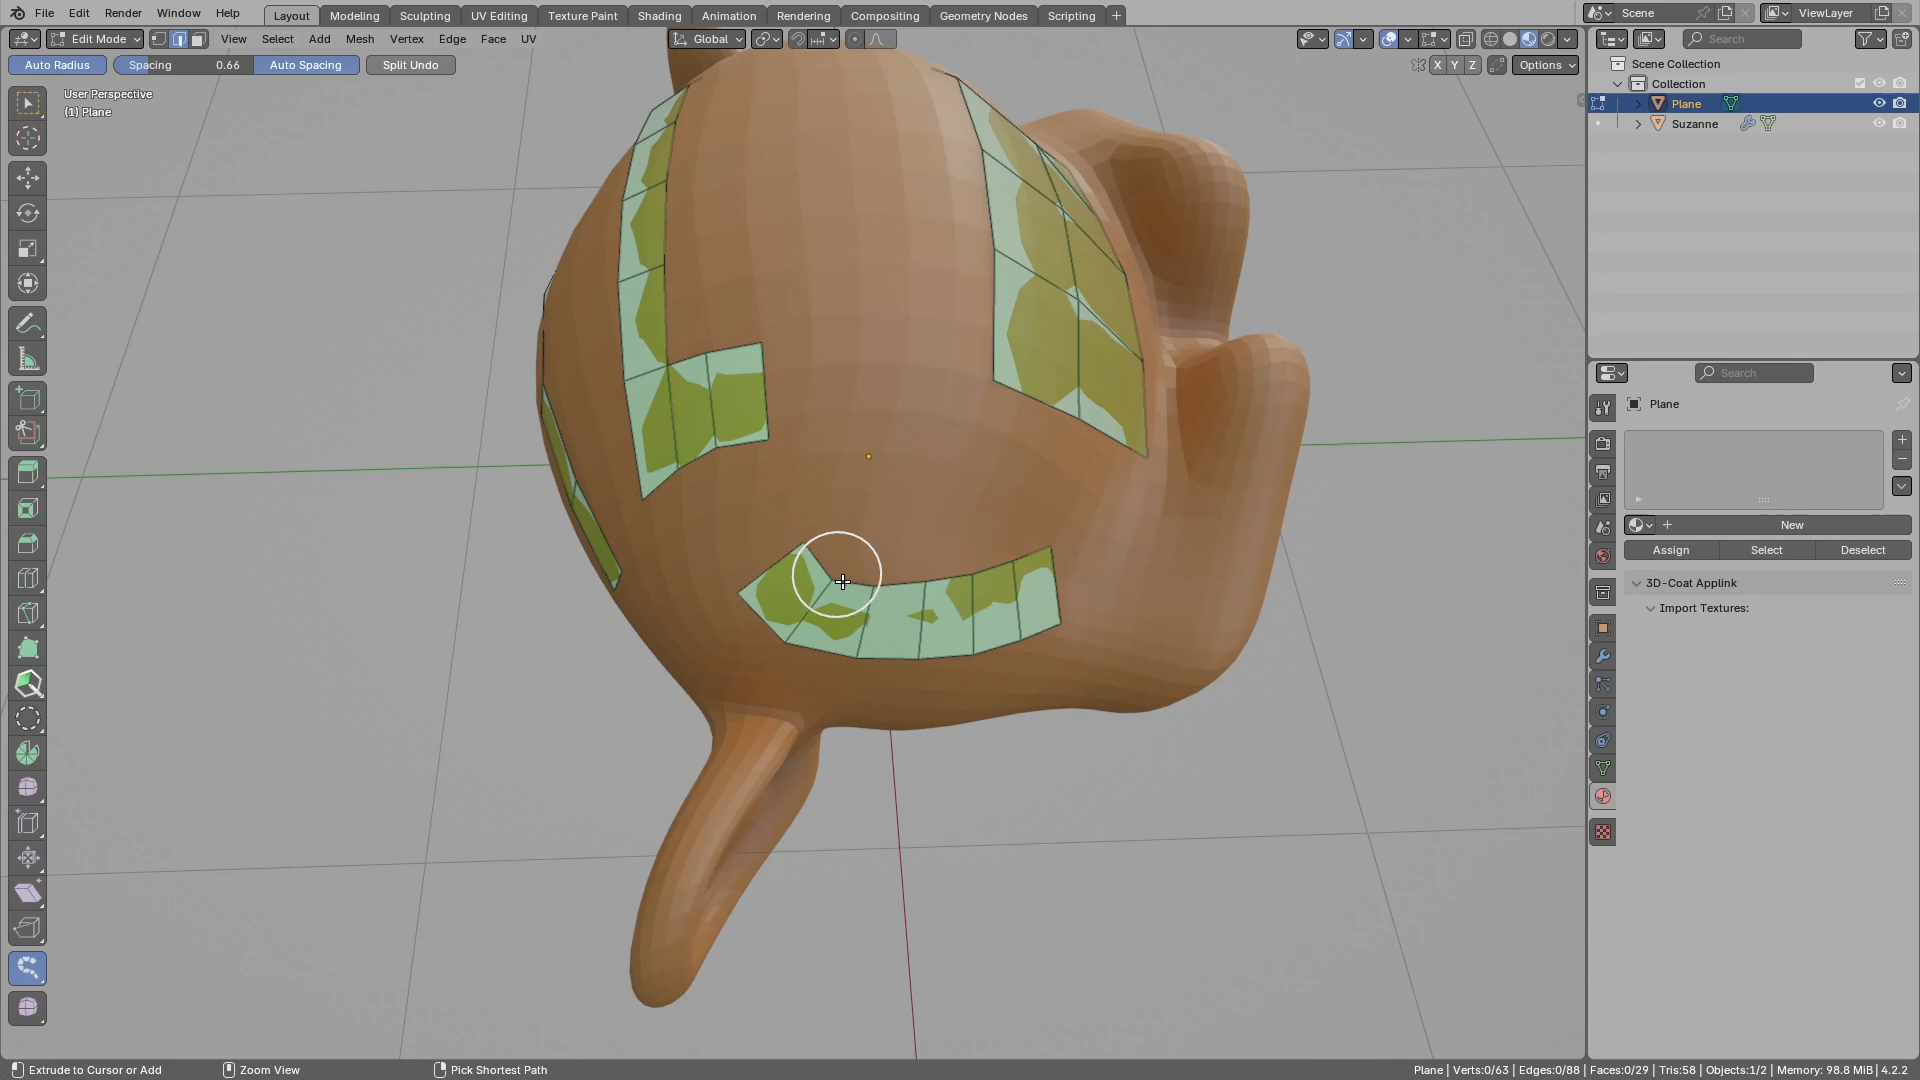 File Edit Render Window Help Layout Modeling Sculpting UV Editing Texture Paint Shading Animation Rendering Compositing Geometry Nodes Scripting + Scene ViewLayer
Edit Mode View Select Add Mesh Vertex Edge Face UV Global Search
Auto Radius Spacing 0.66 Auto Spacing Split Undo X Y Z Options Scene Collection
Collection
User Perspective
(1) Plane
Plane
Suzanne
Search
Plane
New
Assign Select Deselect
3D-Coat Applink
Import Textures:
Extrude to Cursor or Add Zoom View Pick Shortest Path Plane | Verts:0/63 | Edges:0/88 | Faces:0/29 | Tris:58 | Objects:1/2 | Memory: 98.8 MiB | 4.2.2